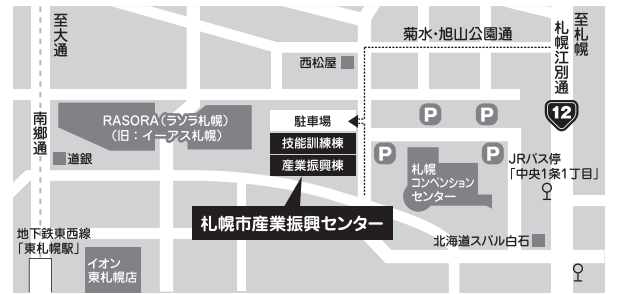 至大通
菊水・旭山公園通
札幌江別通
至札幌
西松屋
南郷通
RASORA(ラソラ札幌)
(旧：イーアス札幌)
駐車場
技能訓練棟
産業振興棟
P
P
12
P
P
道銀
札幌
コンベンション
センター
JRバス停
「中央1条1丁目」
札幌市産業振興センター
地下鉄東西線
「東札幌駅」
北海道スバル白石
イオン
東札幌店